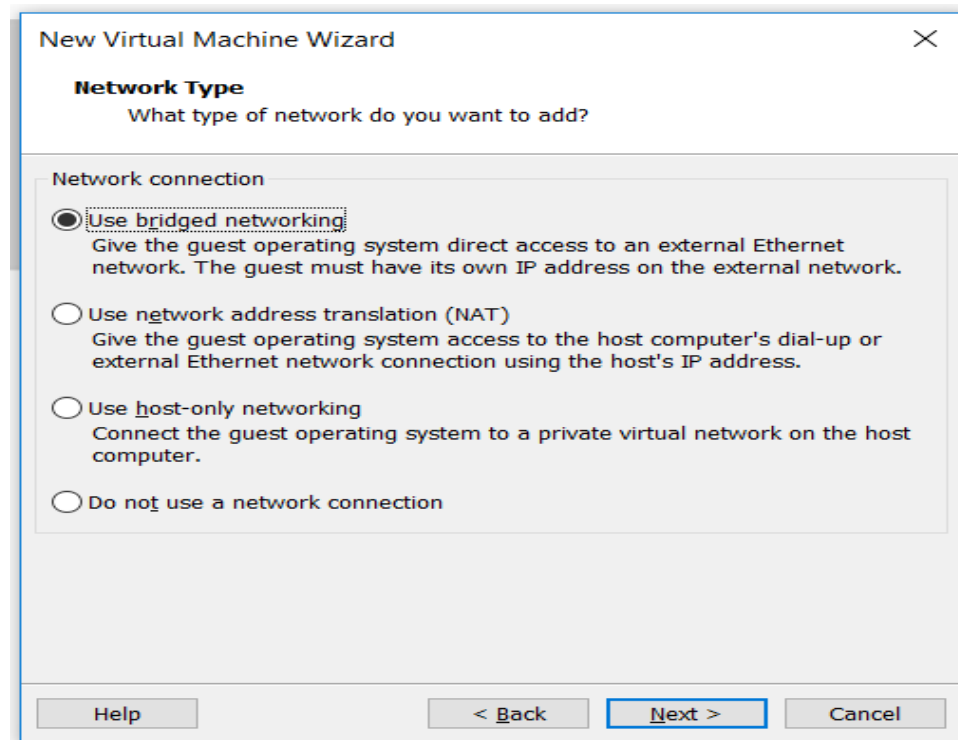 New Virtual Machine Wizard
Network Type
What type of network do you want to add?
Network connection
Use bridged networking
Give the guest operating system direct access to an external Ethernet
network. The guest must have its own IP address on the external network.
Use network address translation (NAT)
Give the guest operating system access to the host computer's dial-up or
external Ethernet network connection using the host's IP address.
Use host-only networking
Connect the guest operating system to a private virtual network on the host
computer.
Do not use a network connection
Help < Back Next > Cancel